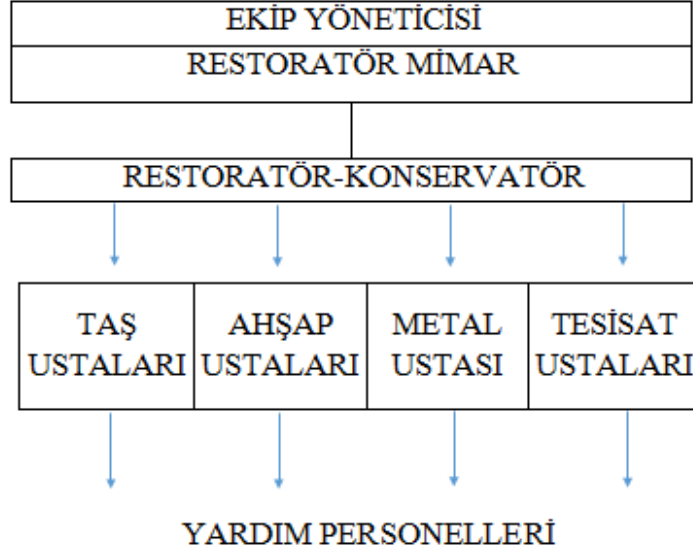 EKİP YÖNETİCİSİ
RESTORATÖR MİMAR
RESTORATÖR-KONSERVATÖR
TAŞ USTALARI
AHŞAP USTALARI
METAL USTASI
TESİSAT USTALARI
YARDIM PERSONELLERİ